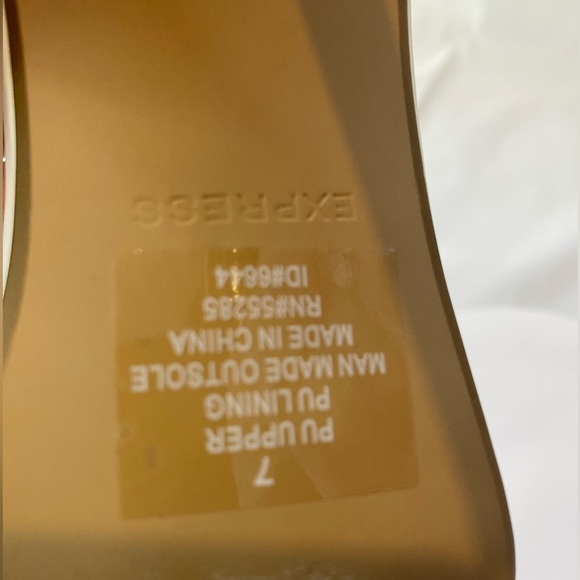 7
PU UPPER
PU LINING
MAN MADE OUTSOLE
MADE IN CHINA
RN#55285
ID#6644
EXPRESS